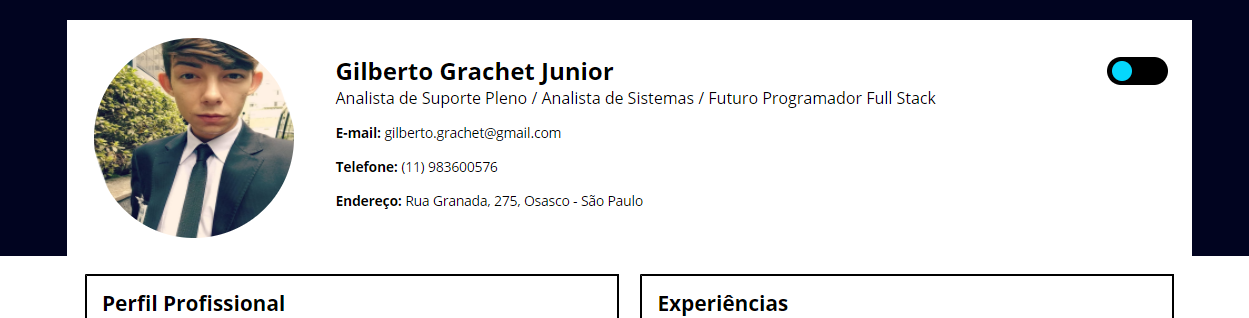 Gilberto Grachet Junior
Analista de Suporte Pleno / Analista de Sistemas / Futuro Programador Full Stack
E-mail: gilberto.grachet@gmail.com
Telefone: (11) 983600576
Endereço: Rua Granada, 275, Osasco - São Paulo
Perfil Profissional
Experiências